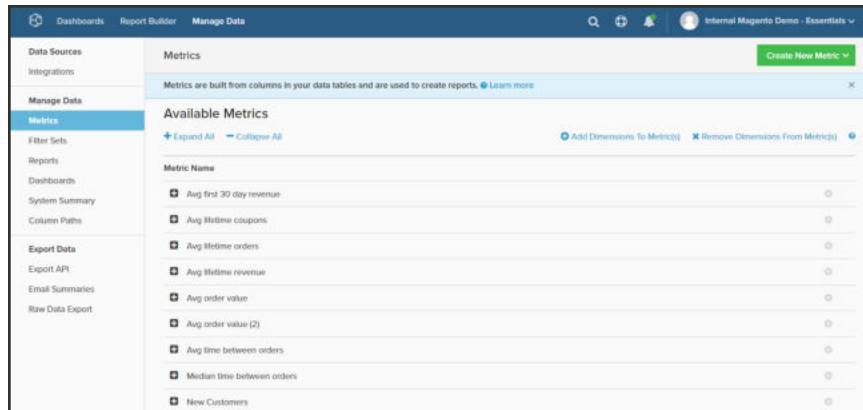 Dashboards Report Builder Manage Data Internal Magento Demo - Essentials
Data Sources
Integrations
Manage Data
Metrics
Filter Sets
Reports
Dashboards
System Summary
Column Paths
Export Data
Export API
Email Summaries
Raw Data Export
Metrics Create New Metric
Metrics are built from columns in your data tables and are used to create reports. Learn more
Available Metrics
Expand All Collapse All Add Dimensions To Metric(s) Remove Dimensions From Metric(s)
Metric Name
Avg first 30 day revenue
Avg lifetime coupons
Avg lifetime orders
Avg lifetime revenue
Avg order value
Avg order value (2)
Avg time between orders
Median time between orders
New Customers